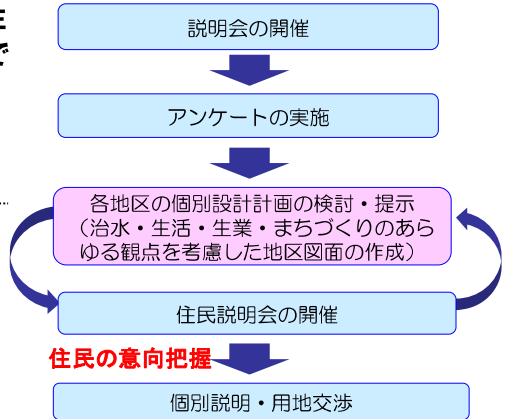 説明会の開催
アンケートの実施
各地区の個別設計計画の検討・提示
（治水・生活・生業・まちづくりのあら
ゆる観点を考慮した地区図面の作成）
住民説明会の開催
住民の意向把握
個別説明・用地交渉